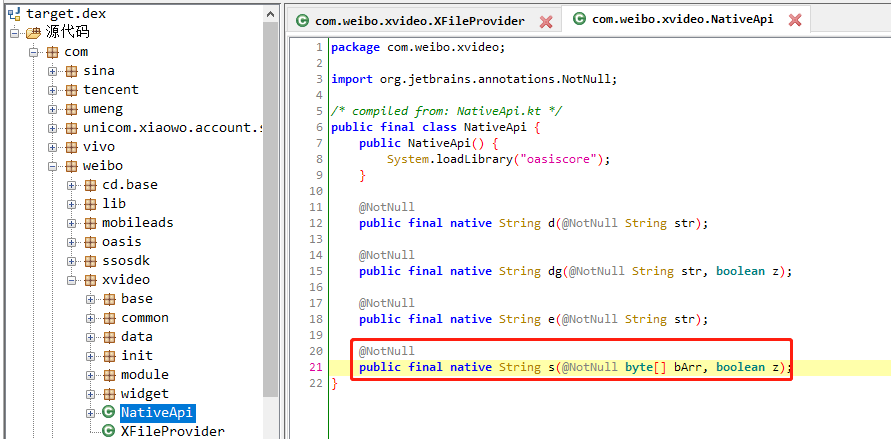 target.dex
源代码
com
sina
tencent
umeng
unicom.xiaowo.account.s
vivo
weibo
cd.base
lib
mobileads
oasis
ssosdk
xvideo
base
common
data
init
module
widget
NativeApi
XFileProvider
com.weibo.xvideo.XFileProvider
com.weibo.xvideo.NativeApi
1 package com.weibo.xvideo;
2
3 import org.jetbrains.annotations.NotNull;
4
5 /* compiled from: NativeApi.kt */
6 public final class NativeApi {
7 public NativeApi() {
8 System.loadLibrary("oasiscore");
9 }
10
11 @NotNull
12 public final native String d(@NotNull String str);
13
14 @NotNull
15 public final native String dg(@NotNull String str, boolean z);
16
17 @NotNull
18 public final native String e(@NotNull String str);
19
20 @NotNull
21 public final native String s(@NotNull byte[] bArr, boolean z);
22 }